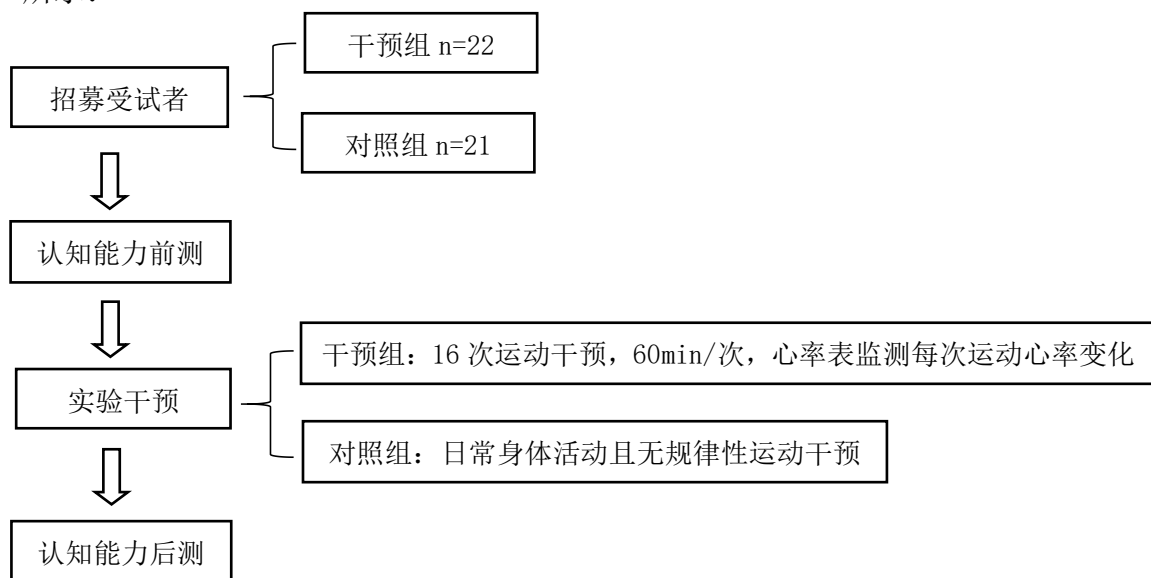 干预组 n=22
招募受试者
对照组 n=21
认知能力前测
干预组：16 次运动干预，60min/次，心率表监测每次运动心率变化
实验干预
对照组：日常身体活动且无规律性运动干预
认知能力后测